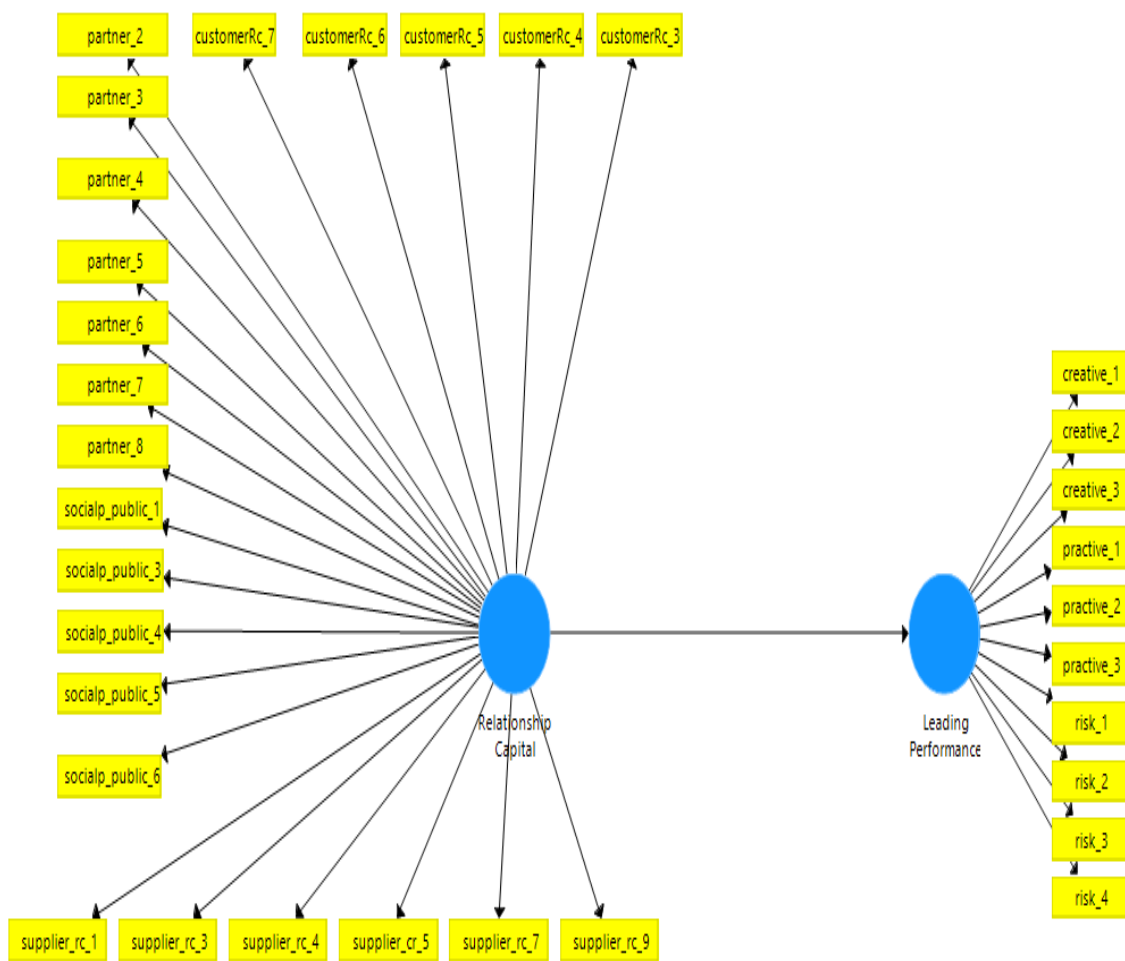 partner_2
customerRc_7
customerRc_6
customerRc_5
customerRc_4
customerRc_3
partner_3
partner_4
partner_5
partner_6
partner_7
partner_8
socialp_public_1
socialp_public_3
socialp_public_4
socialp_public_5
socialp_public_6
supplier_rc_1
supplier_rc_3
supplier_rc_4
supplier_cr_5
supplier_rc_7
supplier_rc_9
Relationship
Capital
Leading
Performance
creative_1
creative_2
creative_3
practive_1
practive_2
practive_3
risk_1
risk_2
risk_3
risk_4